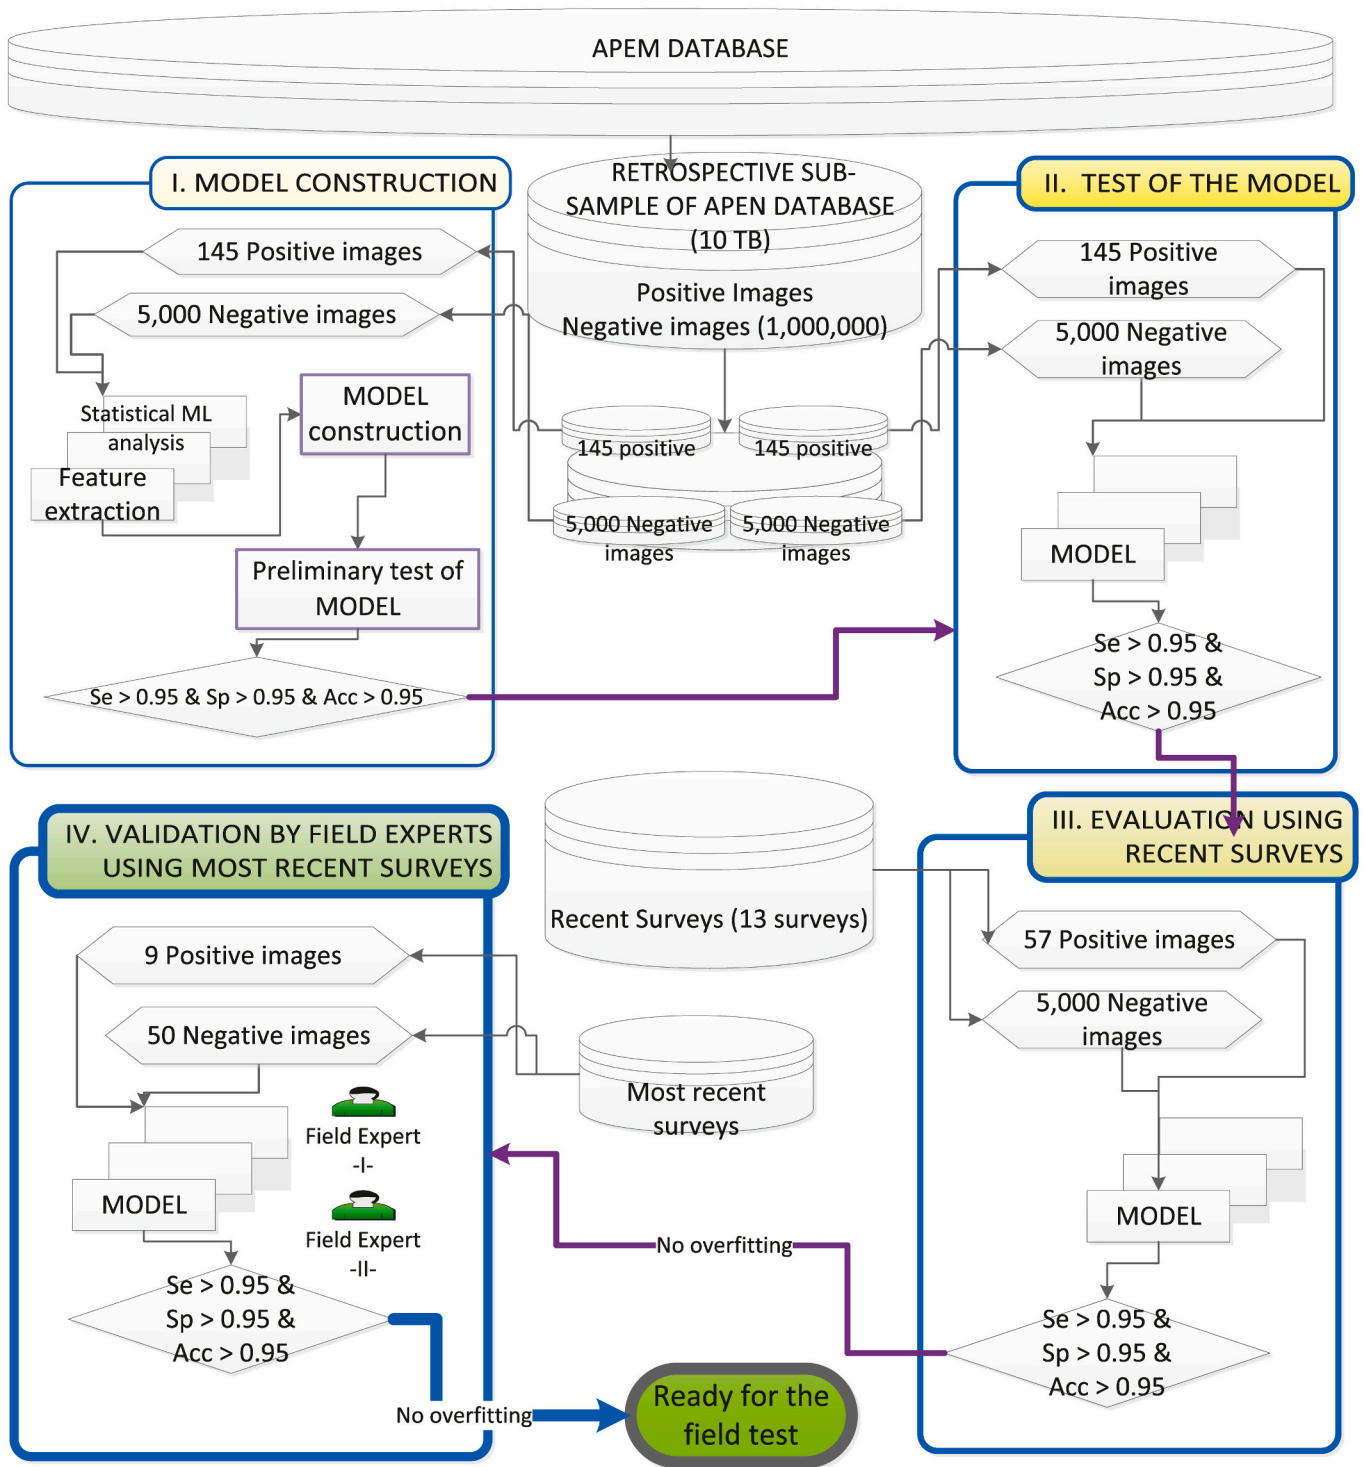 APEM DATABASE
I. MODEL CONSTRUCTION
145 Positive images
5,000 Negative images
Statistical ML
analysis
Feature
extraction
MODEL
construction
Preliminary test of
MODEL
Se > 0.95 & Sp > 0.95 & Acc > 0.95
RETROSPECTIVE SUB-
SAMPLE OF APEN DATABASE
(10 TB)
Positive Images
Negative images (1,000,000)
145 positive
145 positive
5,000 Negative
images
5,000 Negative
images
II. TEST OF THE MODEL
145 Positive
images
5,000 Negative
images
MODEL
Se > 0.95 &
Sp > 0.95 &
Acc > 0.95
III. EVALUATION USING
RECENT SURVEYS
Recent Surveys (13 surveys)
57 Positive images
5,000 Negative
images
MODEL
Se > 0.95 &
Sp > 0.95 &
Acc > 0.95
No overfitting
IV. VALIDATION BY FIELD EXPERTS
USING MOST RECENT SURVEYS
9 Positive images
50 Negative images
Most recent
surveys
Field Expert
-I-
Field Expert
-II-
MODEL
Se > 0.95 &
Sp > 0.95 &
Acc > 0.95
No overfitting
Ready for the
field test